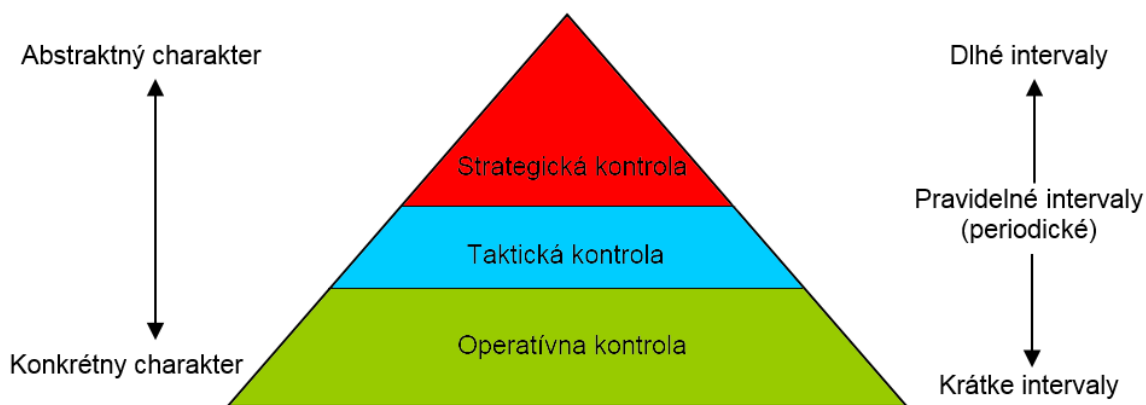 Abstraktný charakter
Dlhé intervaly
Strategická kontrola
Pravidelné intervaly
(periodické)
Taktická kontrola
Operatívna kontrola
Konkrétny charakter
Krátke intervaly